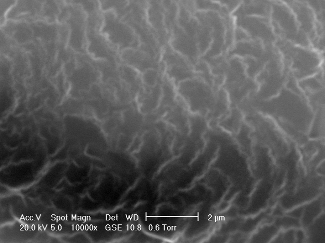 Acc.V Spot Magn Det WD 2 µm
20.0 kV 5.0 10000x GSE 10.8 0.6 Torr